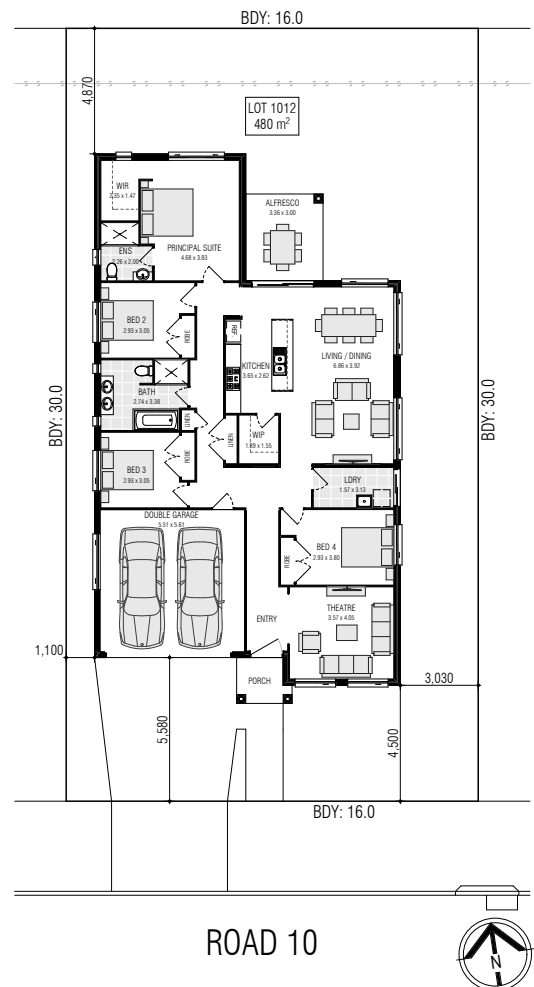 BDY: 16.0
4,870
LOT 1012
480 m²
WIR
2.35 x 1.47
ALFRESCO
3.36 x 3.00
PRINCIPAL SUITE
4.68 x 3.83
ENS
2.26 x 2.00
BED 2
2.93 x 3.05
ROBE
REF
KITCHEN
3.65 x 2.62
LIVING / DINING
6.86 x 3.92
BATH
2.74 x 3.38
LINEN
LINEN
WIP
1.89 x 1.55
BDY: 30.0
BDY: 30.0
BED 3
2.93 x 3.05
ROBE
LDRY
1.57 x 3.13
DOUBLE GARAGE
5.51 x 5.61
BED 4
2.93 x 3.80
ROBE
THEATRE
3.57 x 4.05
ENTRY
1,100
PORCH
3,030
5,580
4,500
BDY: 16.0
ROAD 10
N